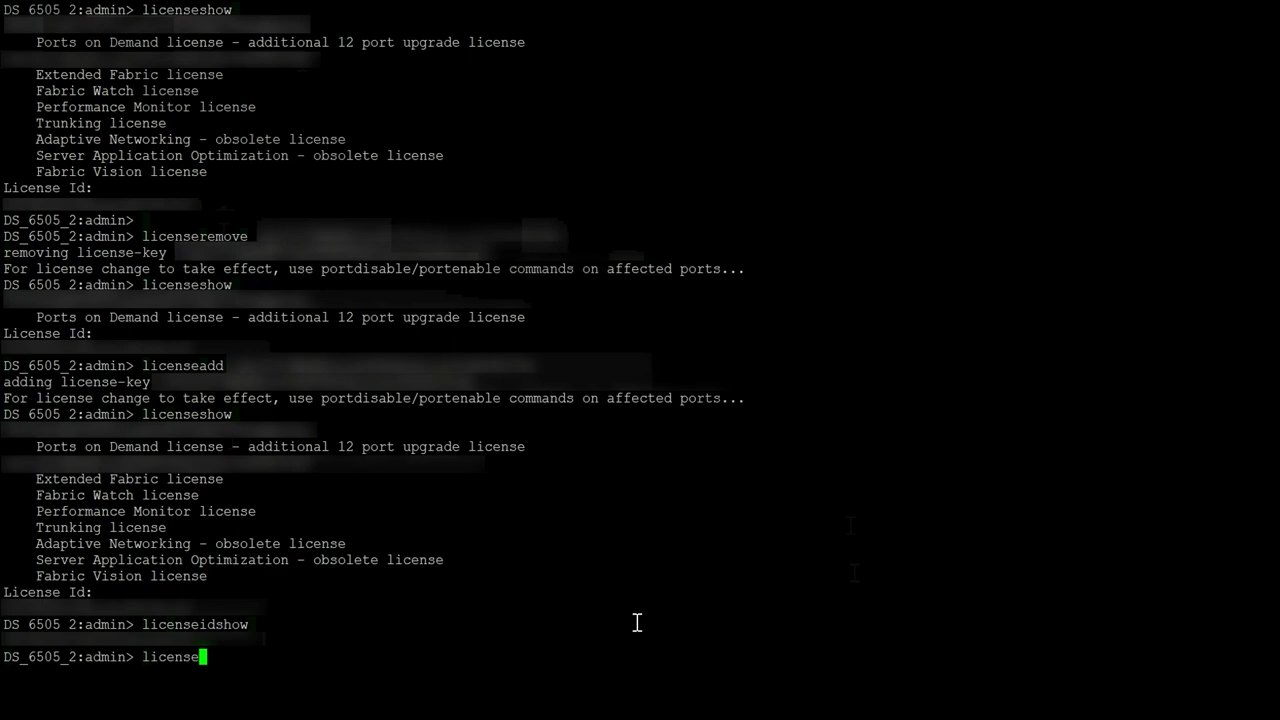 DS 6505 2:admin> licenseshow
Ports on Demand license - additional 12 port upgrade license
Extended Fabric license
Fabric Watch license
Performance Monitor license
Trunking license
Adaptive Networking - obsolete license
Server Application Optimization - obsolete license
Fabric Vision license
License Id:
DS_6505_2:admin>
DS_6505_2:admin> licenseremove
removing license-key
For license change to take effect, use portdisable/portenable commands on affected ports...
DS 6505 2:admin> licenseshow
Ports on Demand license - additional 12 port upgrade license
License Id:
DS_6505_2:admin> licenseadd
adding license-key
For license change to take effect, use portdisable/portenable commands on affected ports...
DS 6505 2:admin> licenseshow
Ports on Demand license - additional 12 port upgrade license
Extended Fabric license
Fabric Watch license
Performance Monitor license
Trunking license
Adaptive Networking - obsolete license
Server Application Optimization - obsolete license
Fabric Vision license
License Id:
DS 6505 2:admin> licenseidshow
DS_6505_2:admin> license